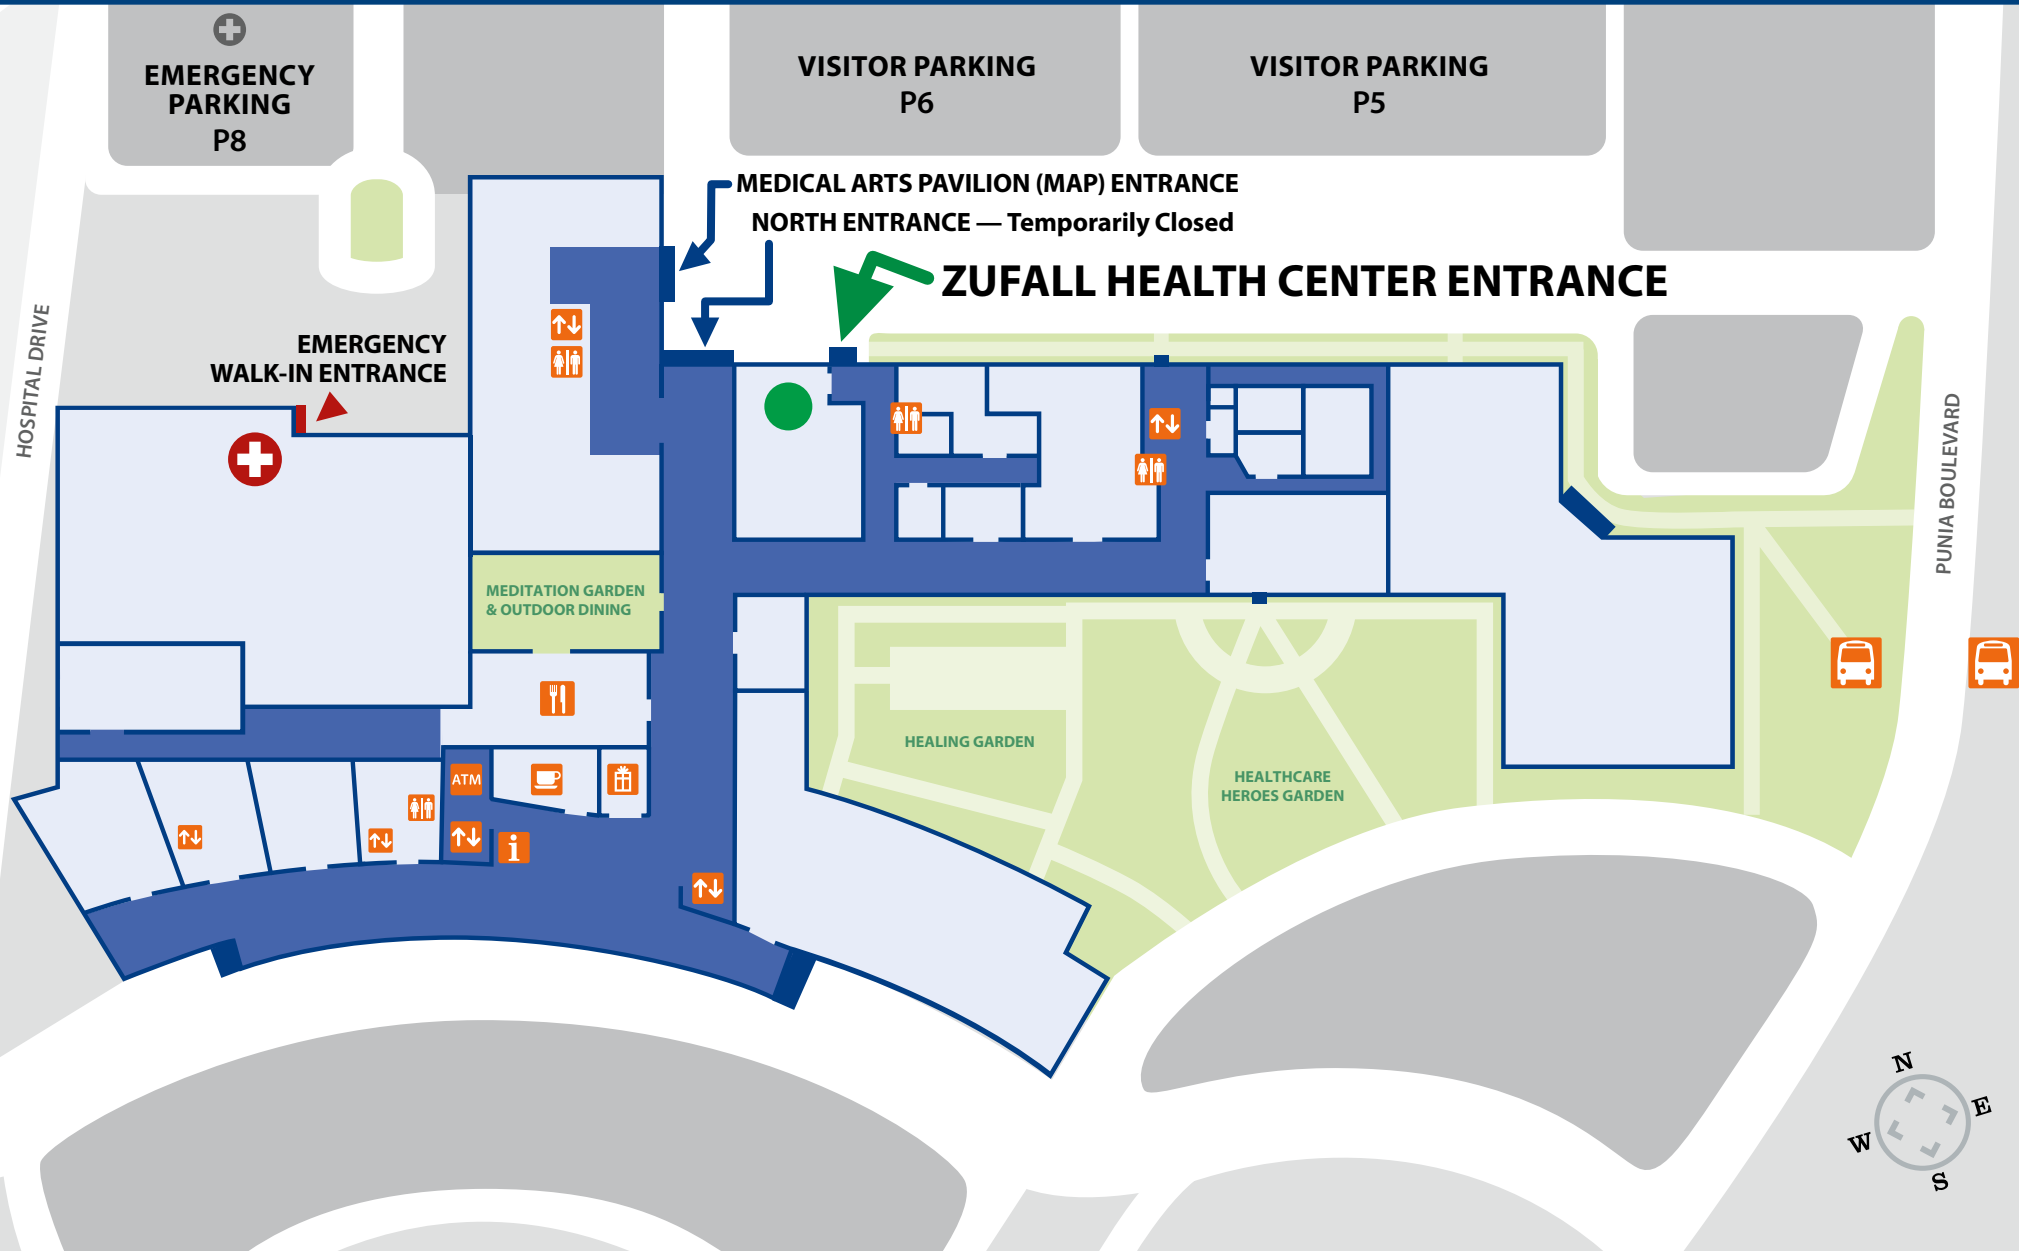 EMERGENCY
PARKING
P8
VISITOR PARKING
P6
VISITOR PARKING
P5
MEDICAL ARTS PAVILION (MAP) ENTRANCE
NORTH ENTRANCE — Temporarily Closed
ZUFALL HEALTH CENTER ENTRANCE
HOSPITAL DRIVE
EMERGENCY
WALK-IN ENTRANCE
PUNIA BOULEVARD
MEDITATION GARDEN
& OUTDOOR DINING
HEALING GARDEN
HEALTHCARE
HEROES GARDEN
ATM
i
N
E
W
S